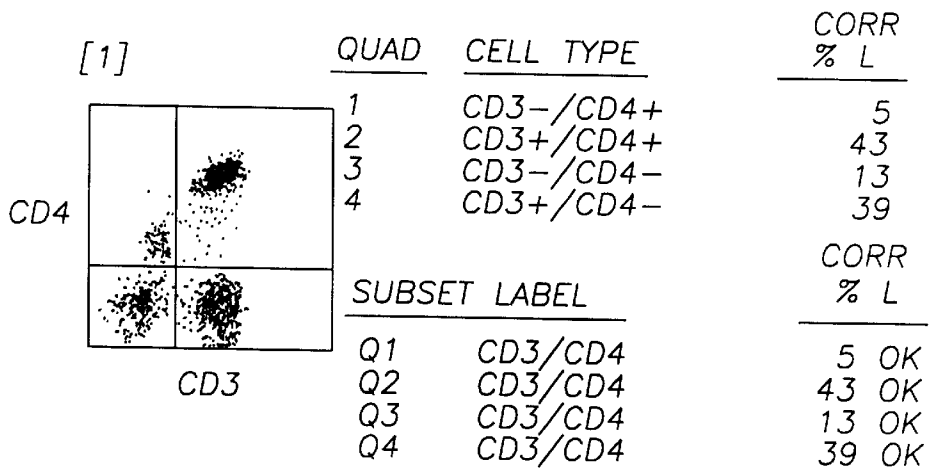 [1]
QUAD CELL TYPE CORR % L
1 CD3-/CD4+ 5
2 CD3+/CD4+ 43
3 CD3-/CD4- 13
4 CD3+/CD4- 39
CD4
CD3
SUBSET LABEL CORR % L
Q1 CD3/CD4 5 OK
Q2 CD3/CD4 43 OK
Q3 CD3/CD4 13 OK
Q4 CD3/CD4 39 OK